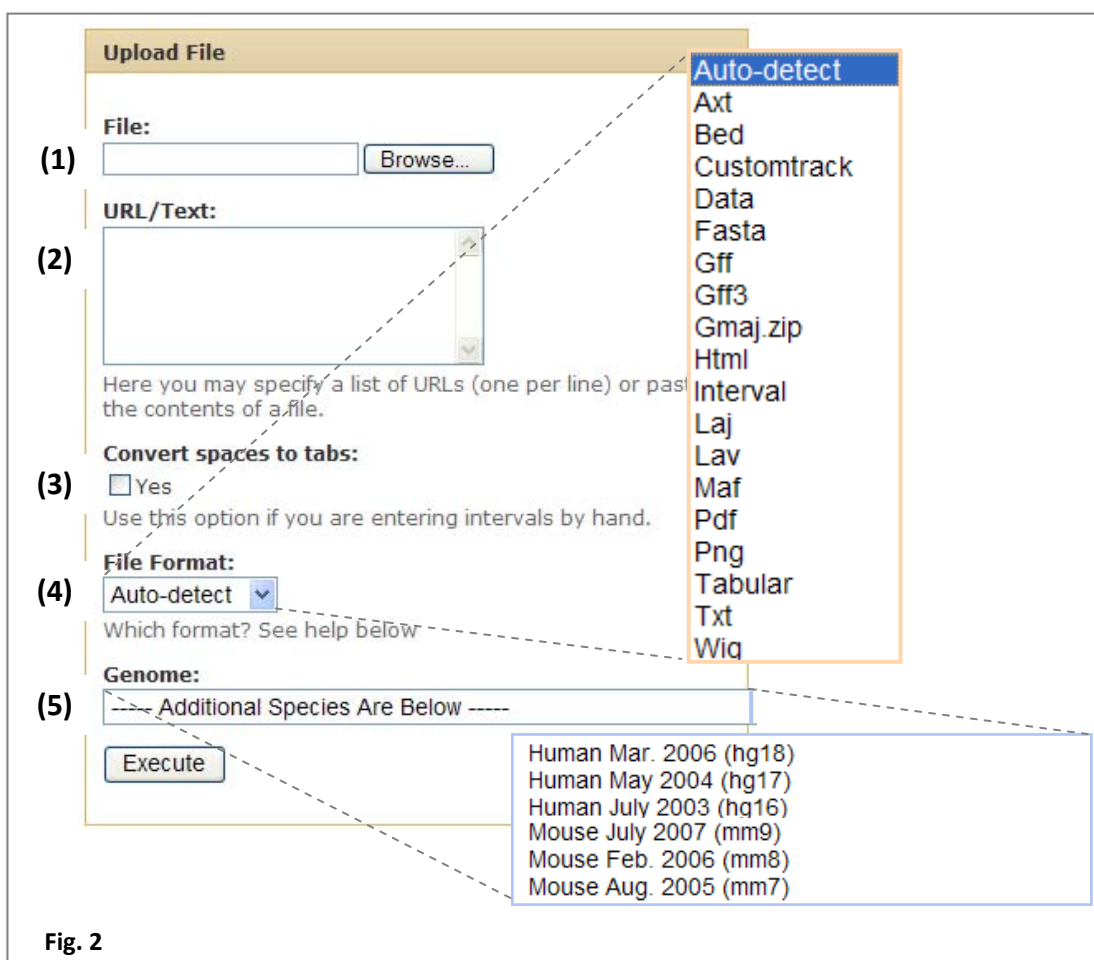 Upload File
File:
(1)
Browse...
URL/Text:
(2)
Here you may specify a list of URLs (one per line) or past
the contents of a file.
Convert spaces to tabs:
(3)
Yes
Use this option if you are entering intervals by hand.
File Format:
(4)
Auto-detect
Which format? See help below
Genome:
(5)
----- Additional Species Are Below -----
Execute
Auto-detect
Axt
Bed
Customtrack
Data
Fasta
Gff
Gff3
Gmaj.zip
Html
Interval
Laj
Lav
Maf
Pdf
Png
Tabular
Txt
Wig
Human Mar. 2006 (hg18)
Human May 2004 (hg17)
Human July 2003 (hg16)
Mouse July 2007 (mm9)
Mouse Feb. 2006 (mm8)
Mouse Aug. 2005 (mm7)
Fig. 2